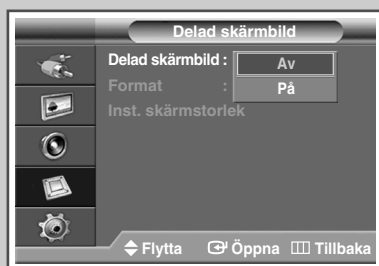 Delad skärmbild
Delad skärmbild : Av
Format : På
Inst. skärmstorlek
Flytta Öppna Tillbaka